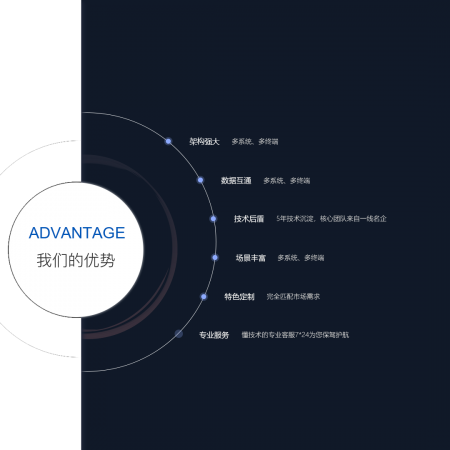 架构强大 多系统、多终端
数据互通 多系统、多终端
技术后盾 5年技术沉淀、核心团队来自一线名企
ADVANTAGE
我们的优势
场景丰富 多系统、多终端
特色定制 完全匹配市场需求
专业服务 懂技术的专业客服7*24为您保驾护航